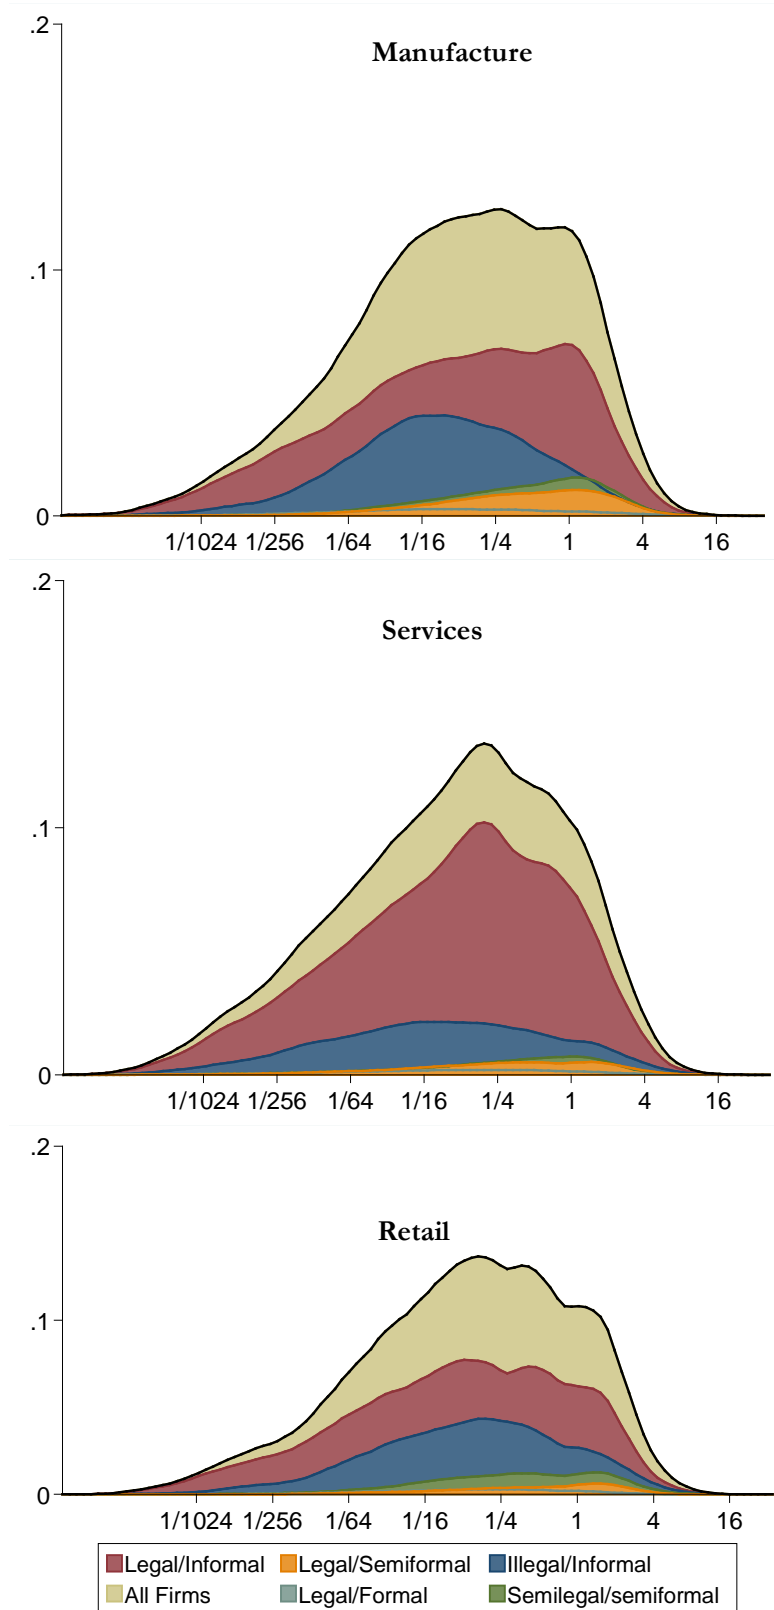 .2
Manufacture
.1
0
1/1024 1/256 1/64 1/16 1/4 1 4 16
.2
Services
.1
0
1/1024 1/256 1/64 1/16 1/4 1 4 16
.2
Retail
.1
0
1/1024 1/256 1/64 1/16 1/4 1 4 16
Legal/Informal Legal/Semiformal Illegal/Informal
All Firms Legal/Formal Semilegal/semiformal